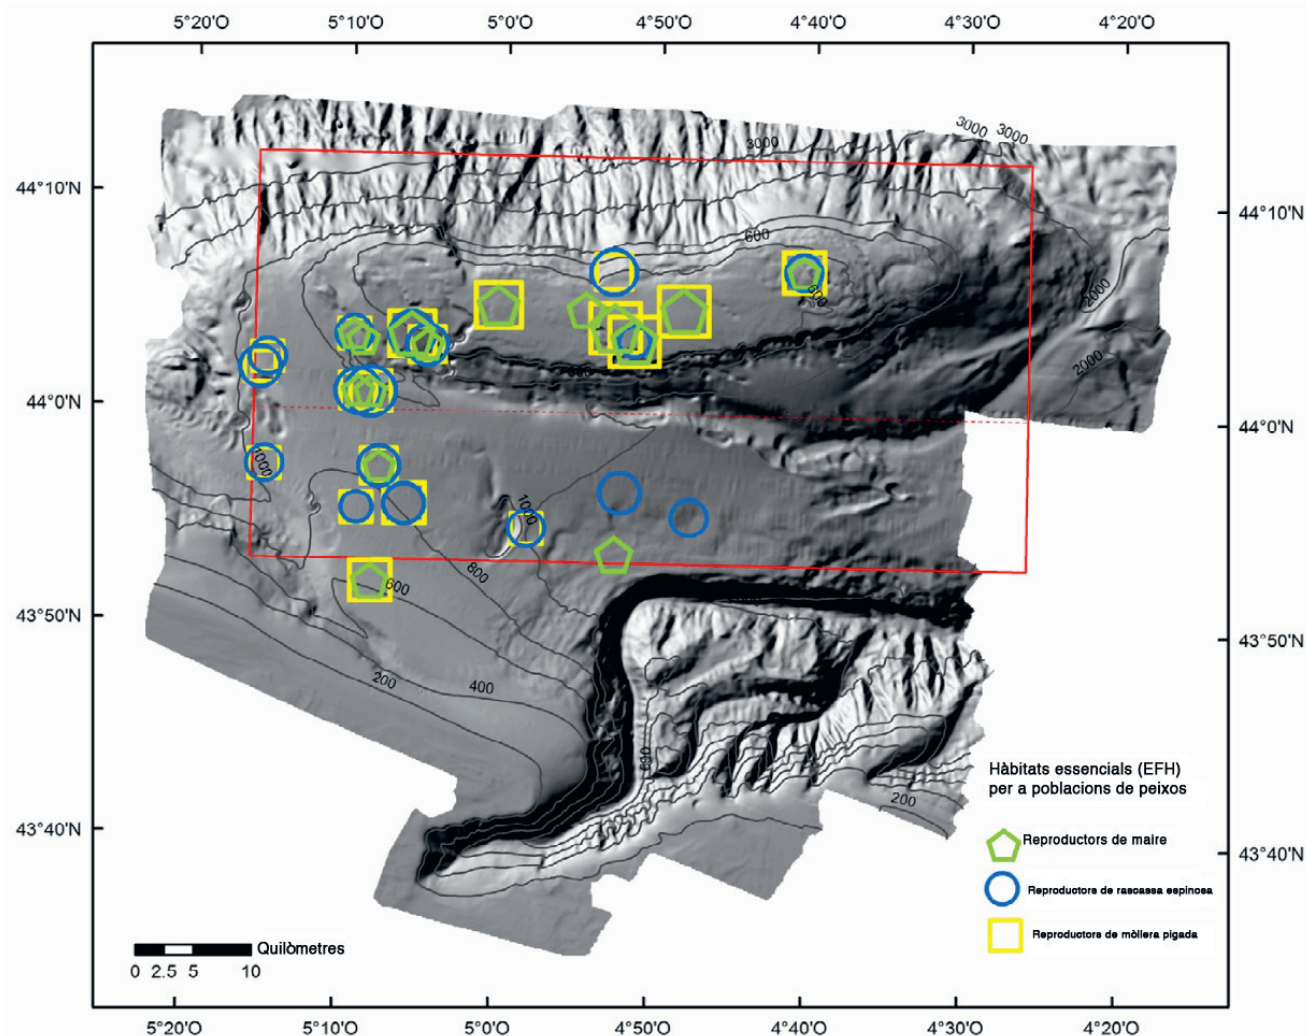 5°20'O 5°10'O 5°0'O 4°50'O 4°40'O 4°30'O 4°20'O
3000 3000
3000
44°10'N
44°10'N
600
2000
600
2000
44°0'N
44°0'N
1000
1000
800
600
43°50'N
43°50'N
200
400
600
Hàbitats essencials (EFH)
per a poblacions de peixos
200
43°40'N
Reproductors de maire
43°40'N
Reproductors de rascassa espinosa
Reproductors de mòllera pigada
Quilòmetres
0 2.5 5 10
5°20'O 5°10'O 5°0'O 4°50'O 4°40'O 4°30'O 4°20'O